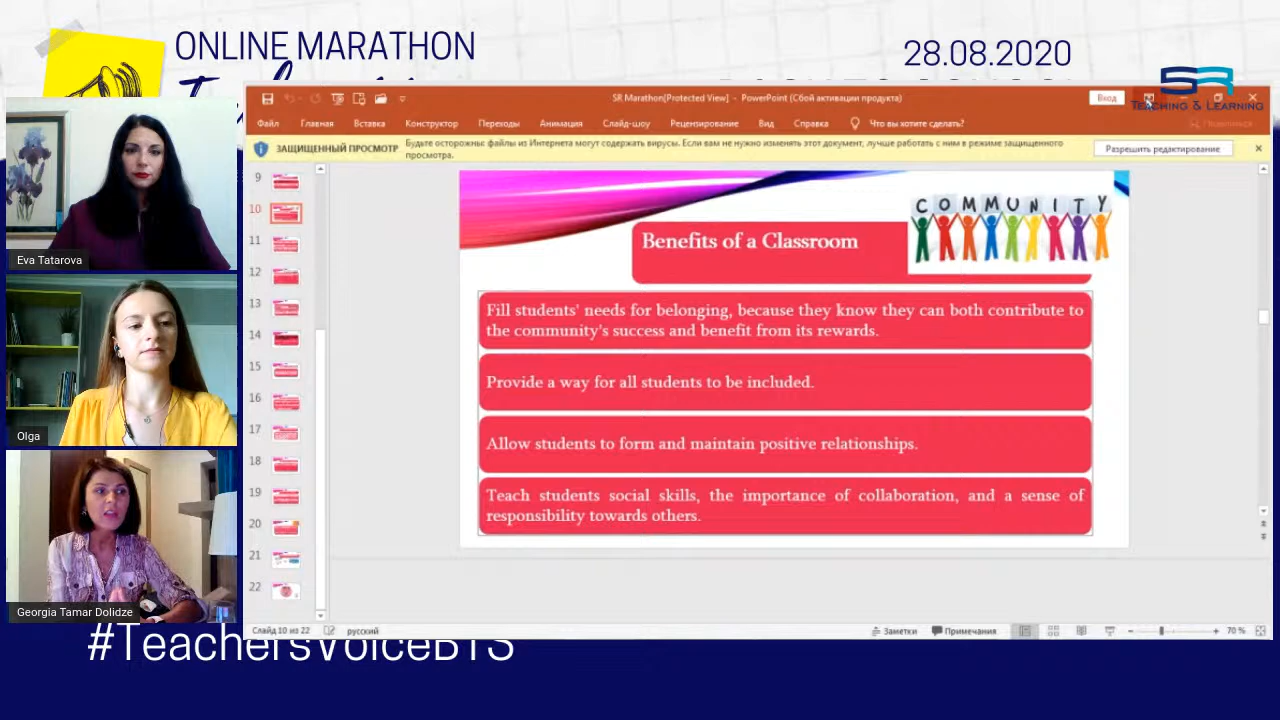 ONLINE MARATHON
28.08.2020
SR
TEACHING & LEARNING
SR Marathon[Protected View] - PowerPoint (Сбой активации продукта)
Вход
Файл Главная Вставка Конструктор Переходы Анимация Слайд-шоу Рецензирование Вид Справка Что вы хотите сделать?
Поделиться
ЗАЩИЩЕННЫЙ ПРОСМОТР Будьте осторожны: файлы из Интернета могут содержать вирусы. Если вам не нужно изменять этот документ, лучше работать с ним в режиме защищенного
просмотра.
Разрешить редактирование
Eva Tatarova
Olga
Georgia Tamar Dolidze
9
10
11
12
13
14
15
16
17
18
19
20
21
22
COMMUNITY
Benefits of a Classroom
Fill students' needs for belonging, because they know they can both contribute to
the community's success and benefit from its rewards.
Provide a way for all students to be included.
Allow students to form and maintain positive relationships.
Teach students social skills, the importance of collaboration, and a sense of
responsibility towards others.
Слайд 10 из 22 русский Заметки Примечания 70 %
#TeachersVoiceBTS